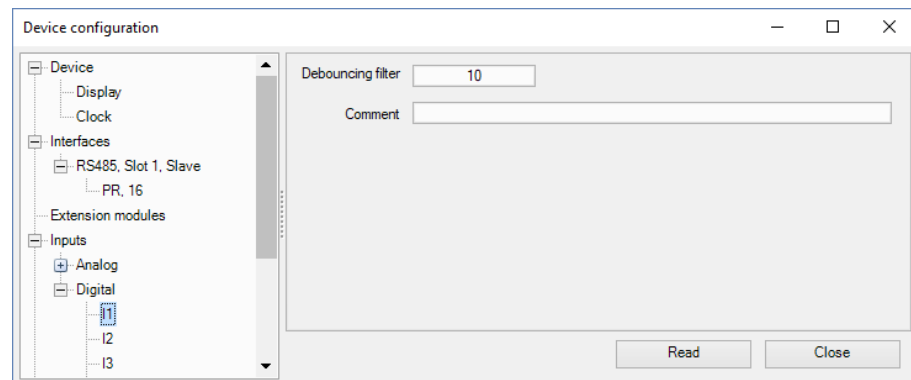 Device configuration
Device
Display
Clock
Interfaces
RS485, Slot 1, Slave
PR, 16
Extension modules
Inputs
Analog
Digital
I1
I2
I3
Debouncing filter
10
Comment
Read
Close